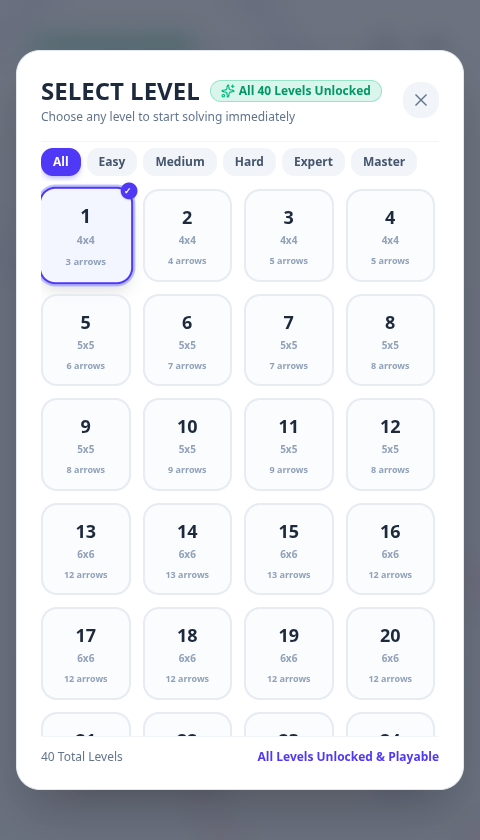 SELECT LEVEL All 40 Levels Unlocked
Choose any level to start solving immediately
All Easy Medium Hard Expert Master
✓
1 2 3 4
4x4 4x4 4x4 4x4
3 arrows 4 arrows 5 arrows 5 arrows
5 6 7 8
5x5 5x5 5x5 5x5
6 arrows 7 arrows 7 arrows 8 arrows
9 10 11 12
5x5 5x5 5x5 5x5
8 arrows 9 arrows 9 arrows 8 arrows
13 14 15 16
6x6 6x6 6x6 6x6
12 arrows 13 arrows 13 arrows 12 arrows
17 18 19 20
6x6 6x6 6x6 6x6
12 arrows 12 arrows 12 arrows 12 arrows
40 Total Levels All Levels Unlocked & Playable